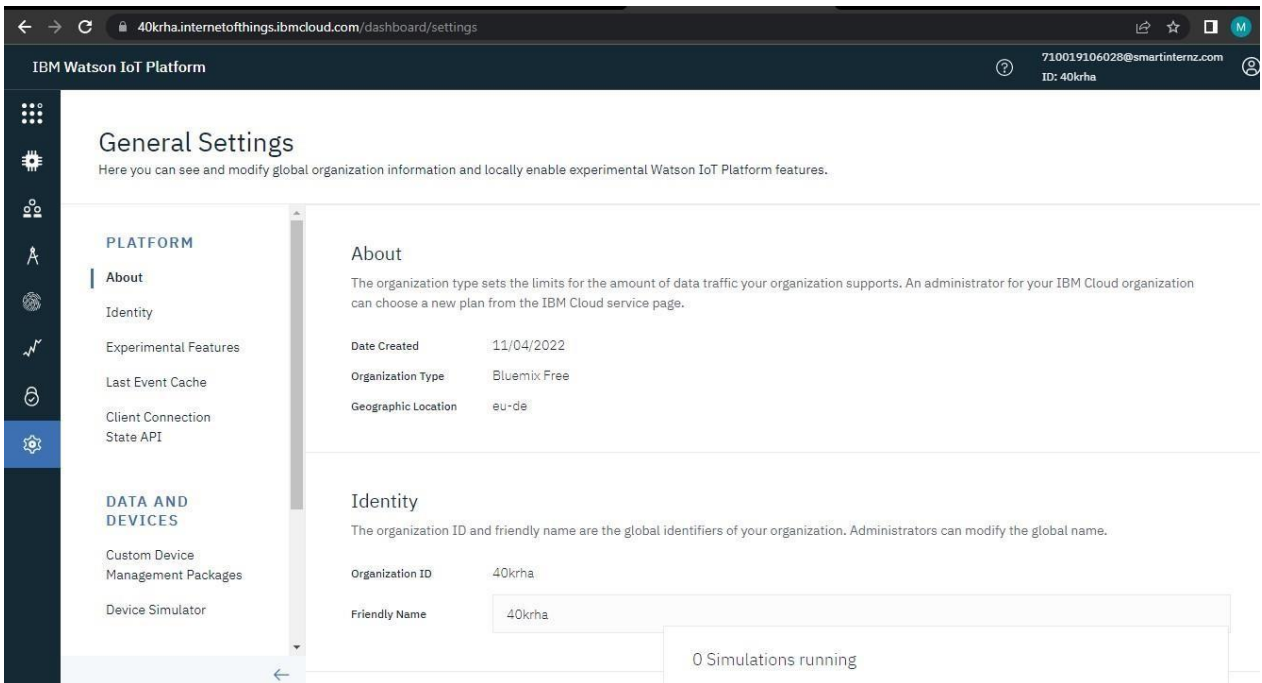 40krha.internetofthings.ibmcloud.com/dashboard/settings
M
IBM Watson IoT Platform
710019106028@smartinternz.com
ID: 40krha
General Settings
Here you can see and modify global organization information and locally enable experimental Watson IoT Platform features.
PLATFORM
About
Identity
Experimental Features
Last Event Cache
Client Connection
State API
DATA AND
DEVICES
Custom Device
Management Packages
Device Simulator
About
The organization type sets the limits for the amount of data traffic your organization supports. An administrator for your IBM Cloud organization
can choose a new plan from the IBM Cloud service page.
Date Created 11/04/2022
Organization Type Bluemix Free
Geographic Location eu-de
Identity
The organization ID and friendly name are the global identifiers of your organization. Administrators can modify the global name.
Organization ID 40krha
Friendly Name 40krha
0 Simulations running